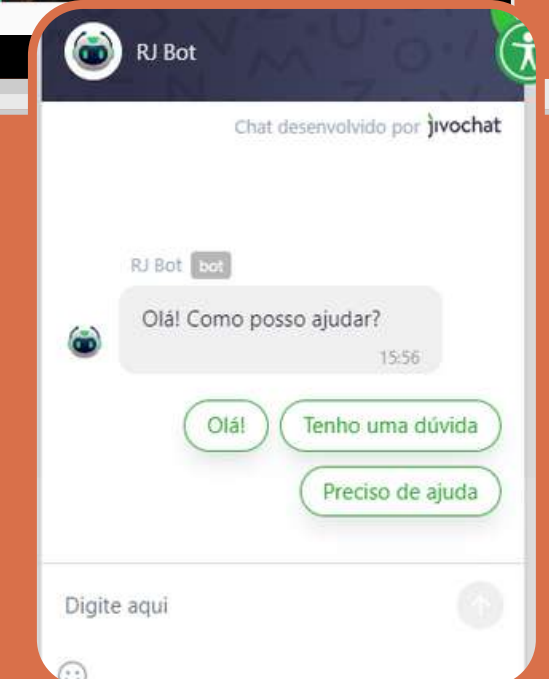 RJ Bot
Chat desenvolvido por jivochat
RJ Bot bot
Olá! Como posso ajudar?
15:56
Olá! Tenho uma dúvida
Preciso de ajuda
Digite aqui